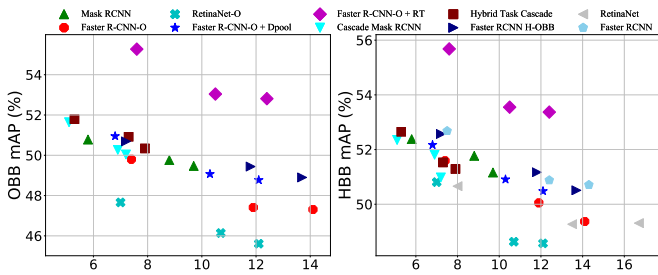 Mask RCNN RetinaNet-O Faster R-CNN-O + RT Hybrid Task Cascade RetinaNet
Faster R-CNN-O Faster R-CNN-O + Dpool Cascade Mask RCNN Faster RCNN H-OBB Faster RCNN
OBB mAP (%)
54
52
50
48
46
6 8 10 12 14
HBB mAP (%)
56
54
52
50
6 8 10 12 14 16